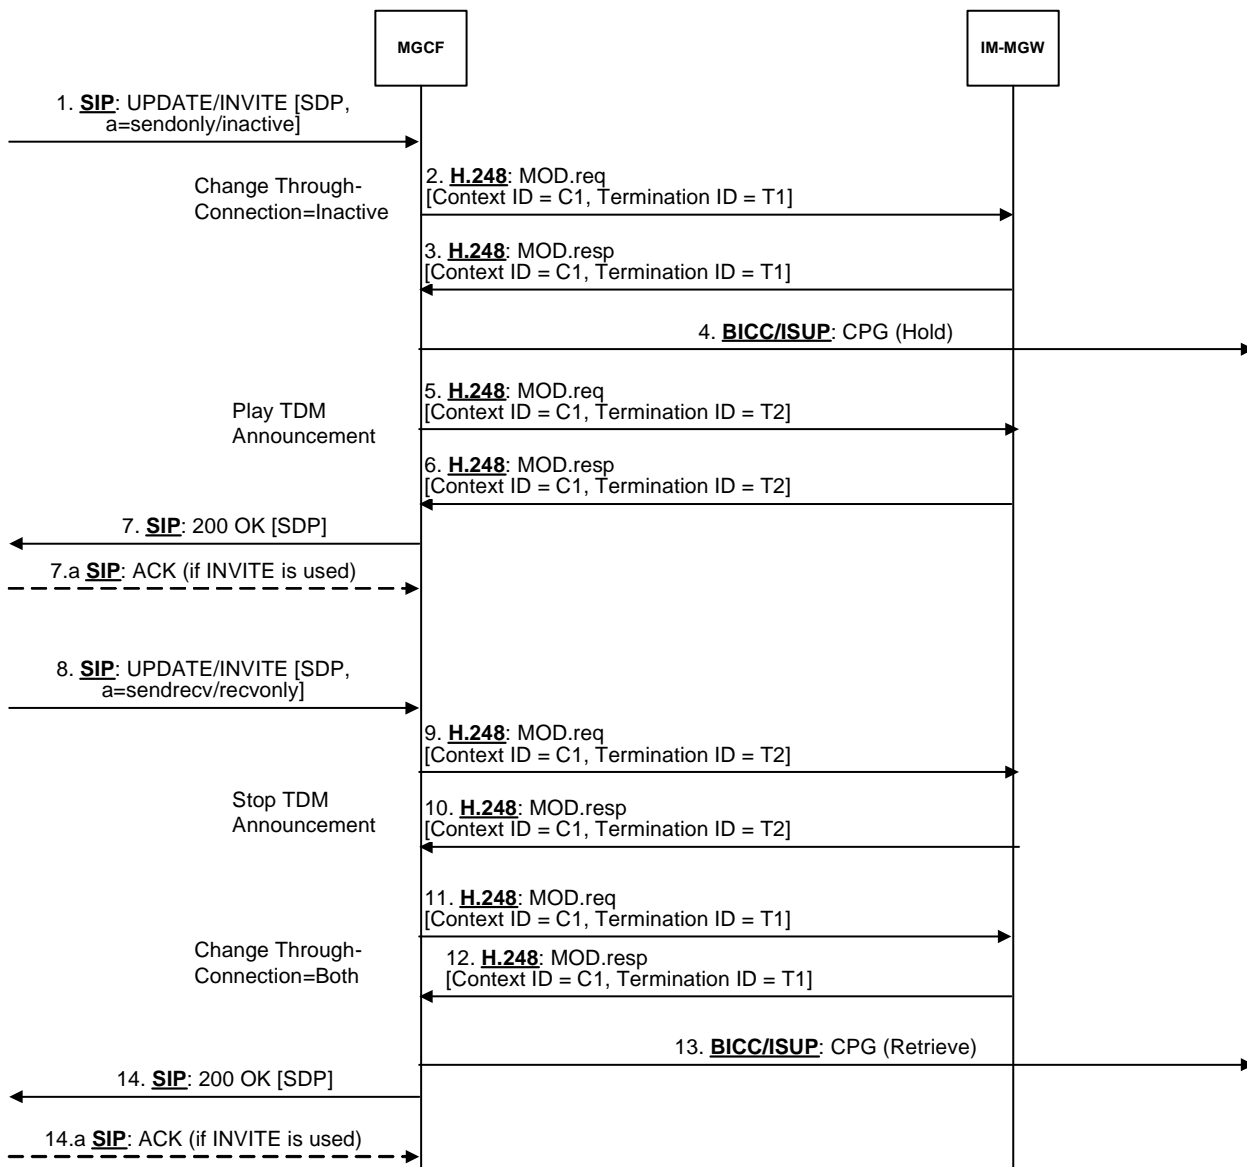 MGCF
IM-MGW
1. SIP: UPDATE/INVITE [SDP,
a=sendonly/inactive]
Change Through-
Connection=Inactive
2. H.248: MOD.req
[Context ID = C1, Termination ID = T1]
3. H.248: MOD.resp
[Context ID = C1, Termination ID = T1]
4. BICC/ISUP: CPG (Hold)
Play TDM
Announcement
5. H.248: MOD.req
[Context ID = C1, Termination ID = T2]
6. H.248: MOD.resp
[Context ID = C1, Termination ID = T2]
7. SIP: 200 OK [SDP]
7.a SIP: ACK (if INVITE is used)
8. SIP: UPDATE/INVITE [SDP,
a=sendrecv/recvonly]
9. H.248: MOD.req
[Context ID = C1, Termination ID = T2]
Stop TDM
Announcement
10. H.248: MOD.resp
[Context ID = C1, Termination ID = T2]
11. H.248: MOD.req
[Context ID = C1, Termination ID = T1]
Change Through-
Connection=Both
12. H.248: MOD.resp
[Context ID = C1, Termination ID = T1]
13. BICC/ISUP: CPG (Retrieve)
14. SIP: 200 OK [SDP]
14.a SIP: ACK (if INVITE is used)